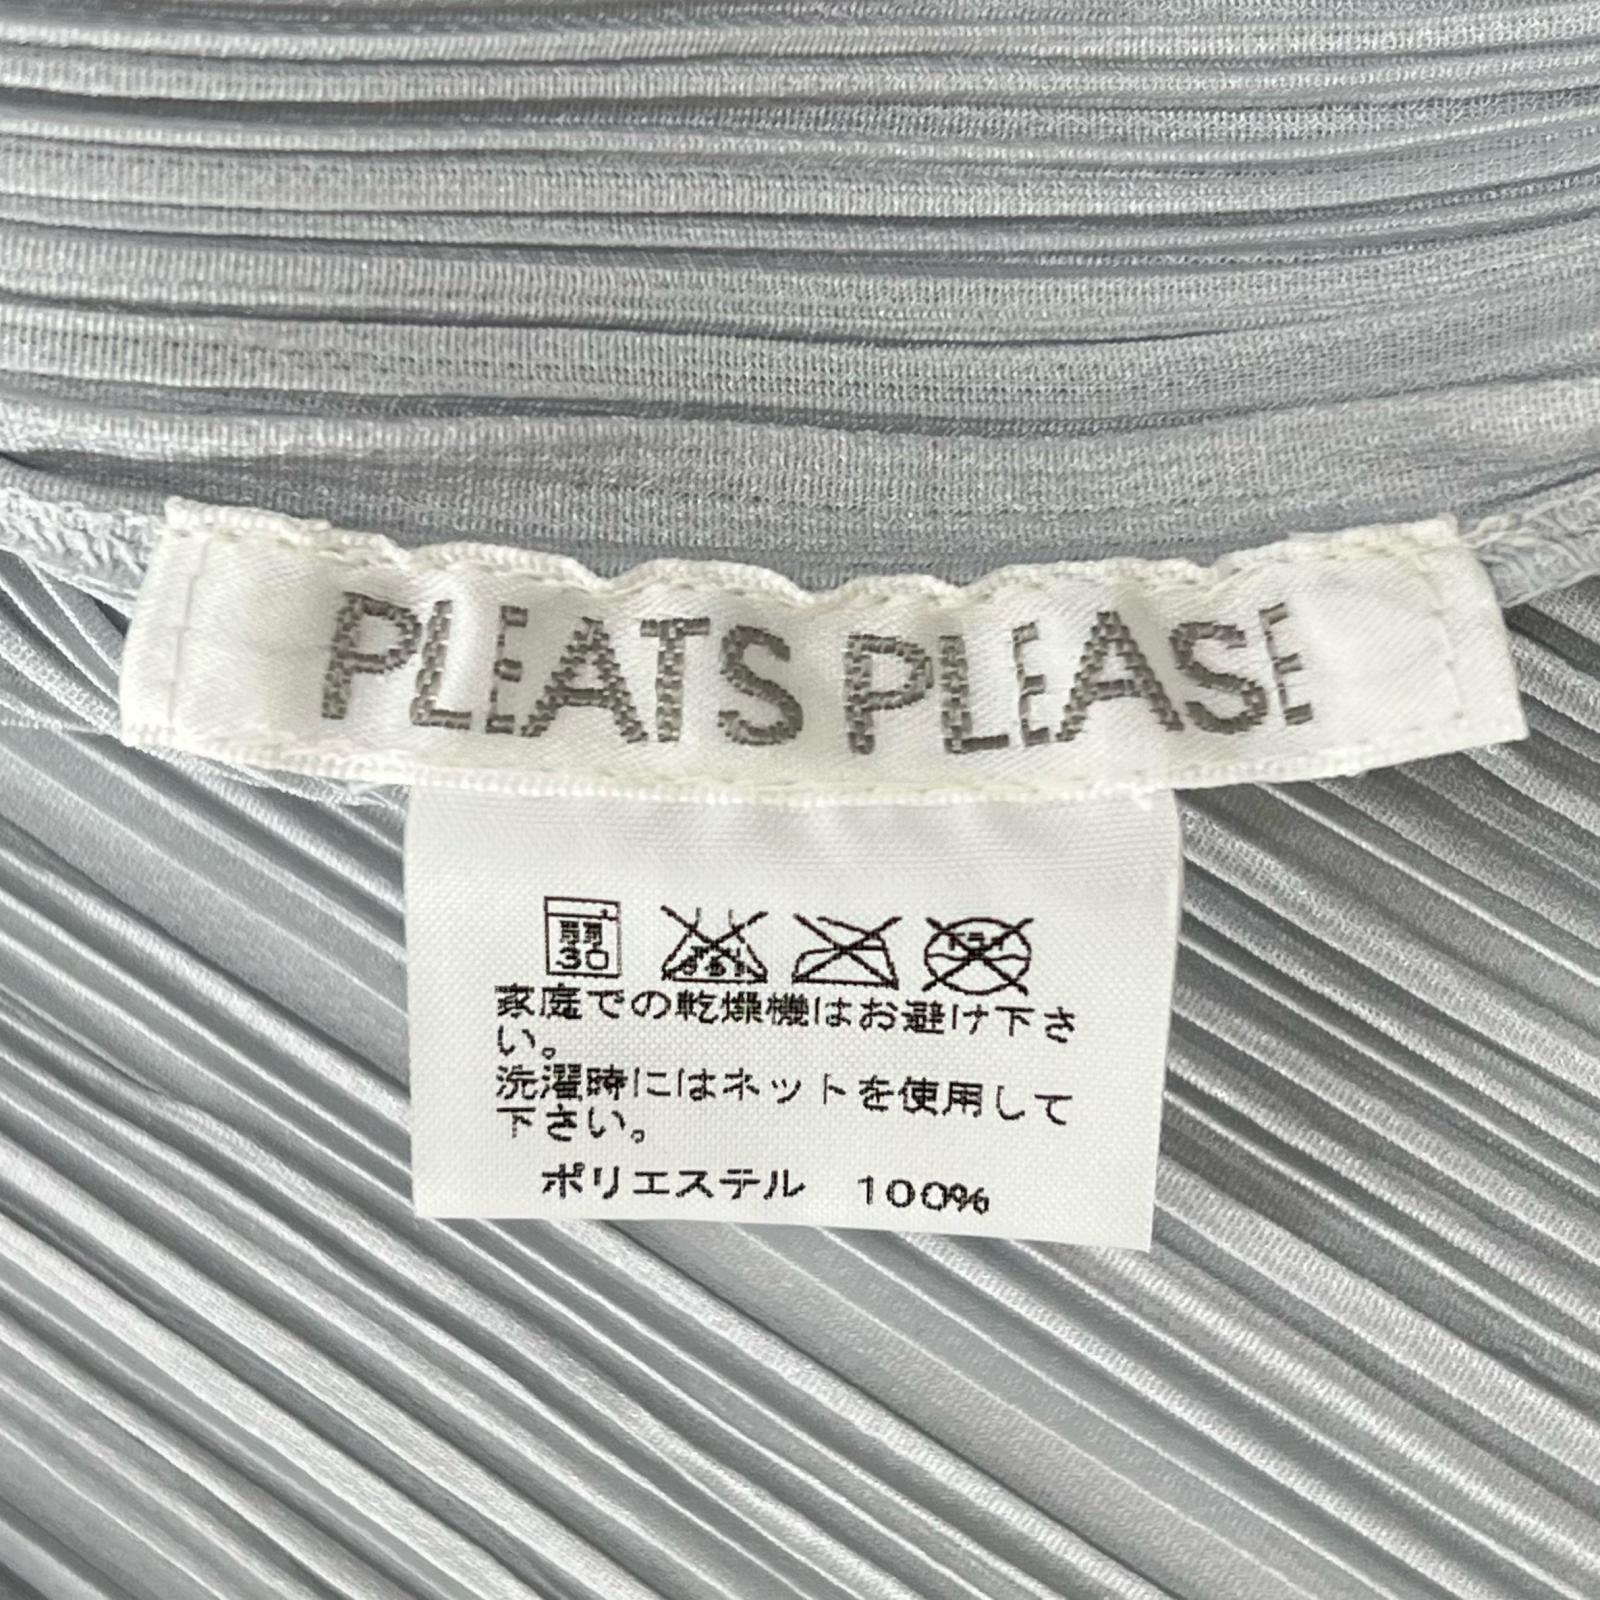 PLEATS PLEASE
弱
30
家庭での乾燥機はお避け下さ
い。
洗濯時にはネットを使用して
下さい。
ポリエステル 100%